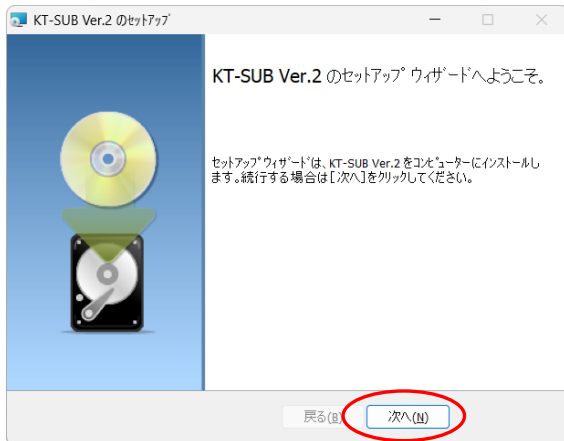 KT-SUB Ver.2 のセットアップ
KT-SUB Ver.2 のセットアップ ウィザードへようこそ。
セットアップ ウィザードは、KT-SUB Ver.2 をコンピューターにインストールし
ます。続行する場合は[次へ]をクリックしてください。
戻る(B)
次へ(N)